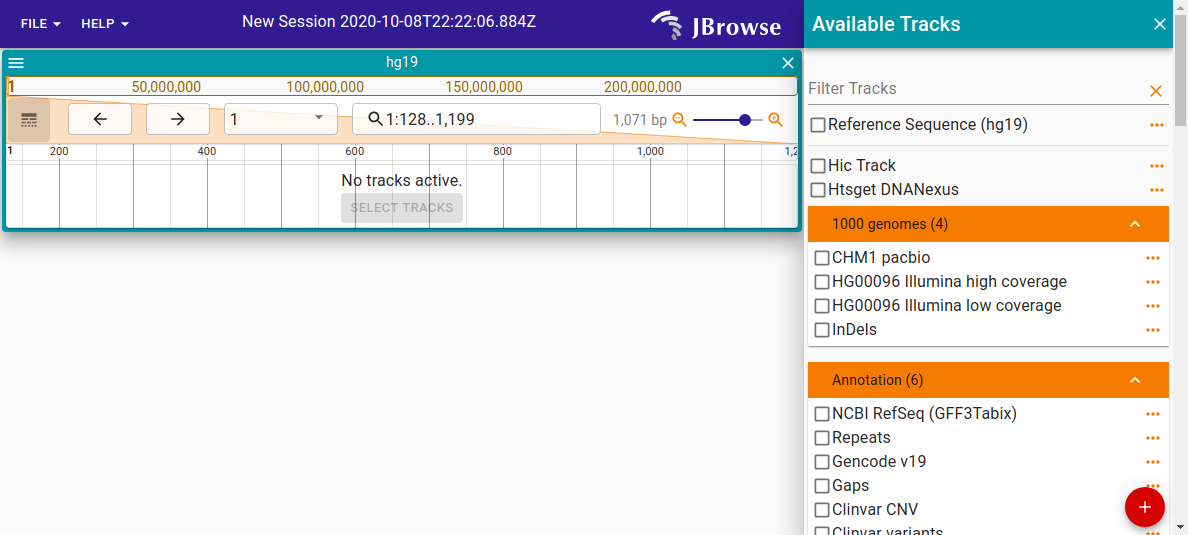 FILE HELP New Session 2020-10-08T22:22:06.884Z JBrowse
hg19
1 50,000,000 100,000,000 150,000,000 200,000,000
1 1:128..1,199 1,071 bp
1 200 400 600 800 1,000 1,2
No tracks active.
SELECT TRACKS
Available Tracks
Filter Tracks
Reference Sequence (hg19)
Hic Track
Htsget DNANexus
1000 genomes (4)
CHM1 pacbio
HG00096 Illumina high coverage
HG00096 Illumina low coverage
InDels
Annotation (6)
NCBI RefSeq (GFF3Tabix)
Repeats
Gencode v19
Gaps
Clinvar CNV
Clinvar variants